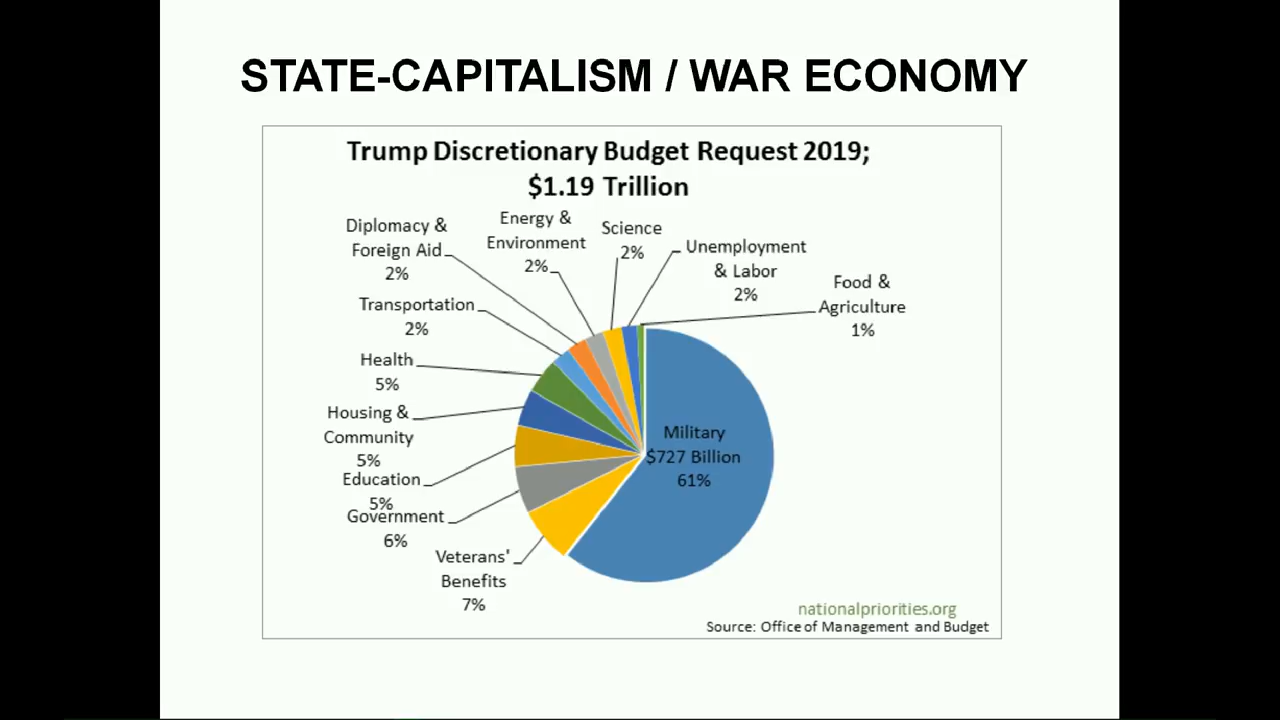 STATE-CAPITALISM / WAR ECONOMY
Trump Discretionary Budget Request 2019;
$1.19 Trillion
Diplomacy &
Foreign Aid
2%
Energy &
Environment
2%
Science
2%
Unemployment
& Labor
2%
Food &
Agriculture
1%
Transportation
2%
Health
5%
Housing &
Community
5%
Education
5%
Government
6%
Veterans'
Benefits
7%
Military
$727 Billion
61%
nationalpriorities.org
Source: Office of Management and Budget